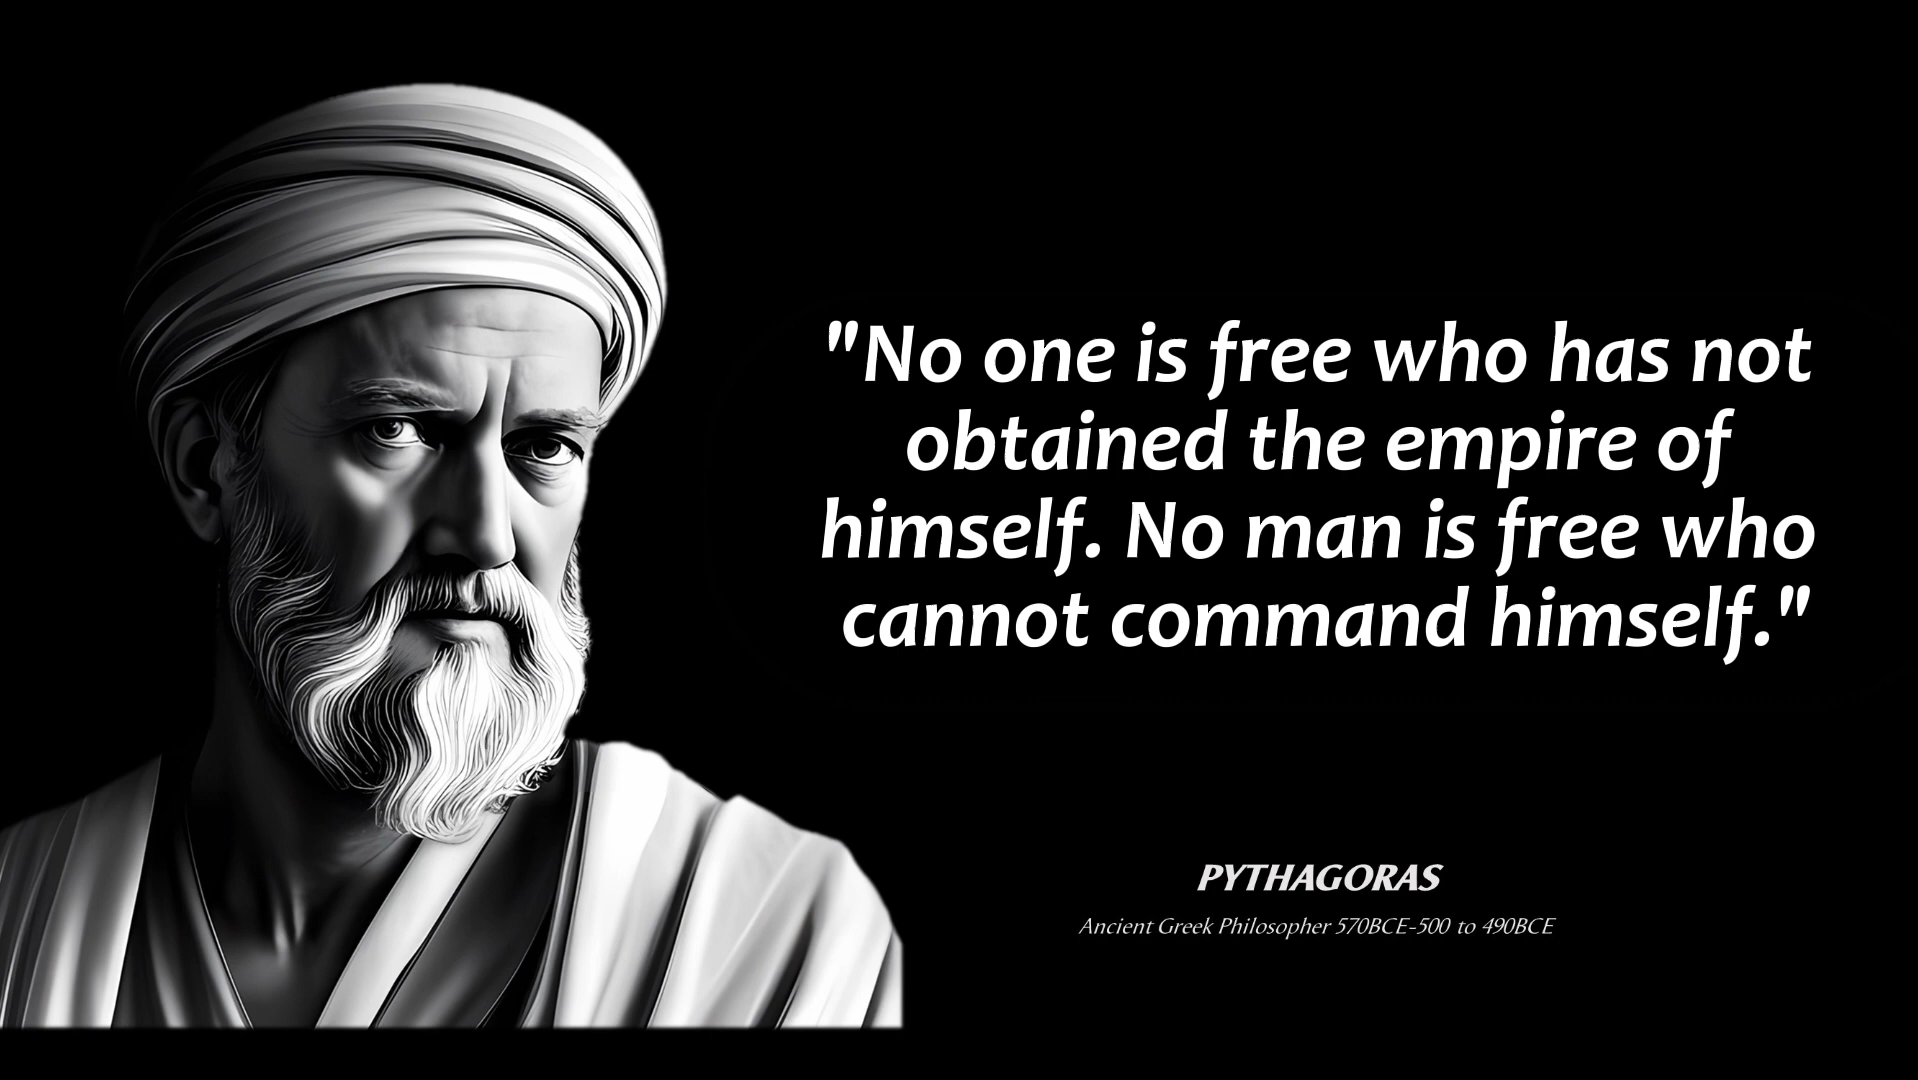 "No one is free who has not
obtained the empire of
himself. No man is free who
cannot command himself."
PYTHAGORAS
Ancient Greek Philosopher 570BCE-500 to 490BCE